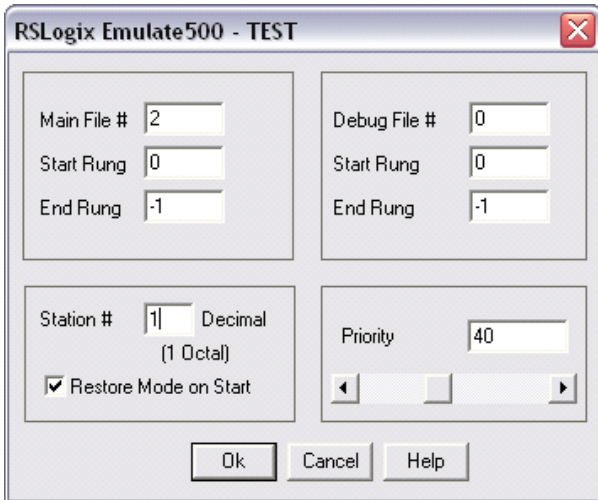 RSLogix Emulate500 - TEST
Main File # 2
Start Rung 0
End Rung -1
Debug File # 0
Start Rung 0
End Rung -1
Station # 1 Decimal
(1 Octal)
Restore Mode on Start
Priority 40
Ok Cancel Help